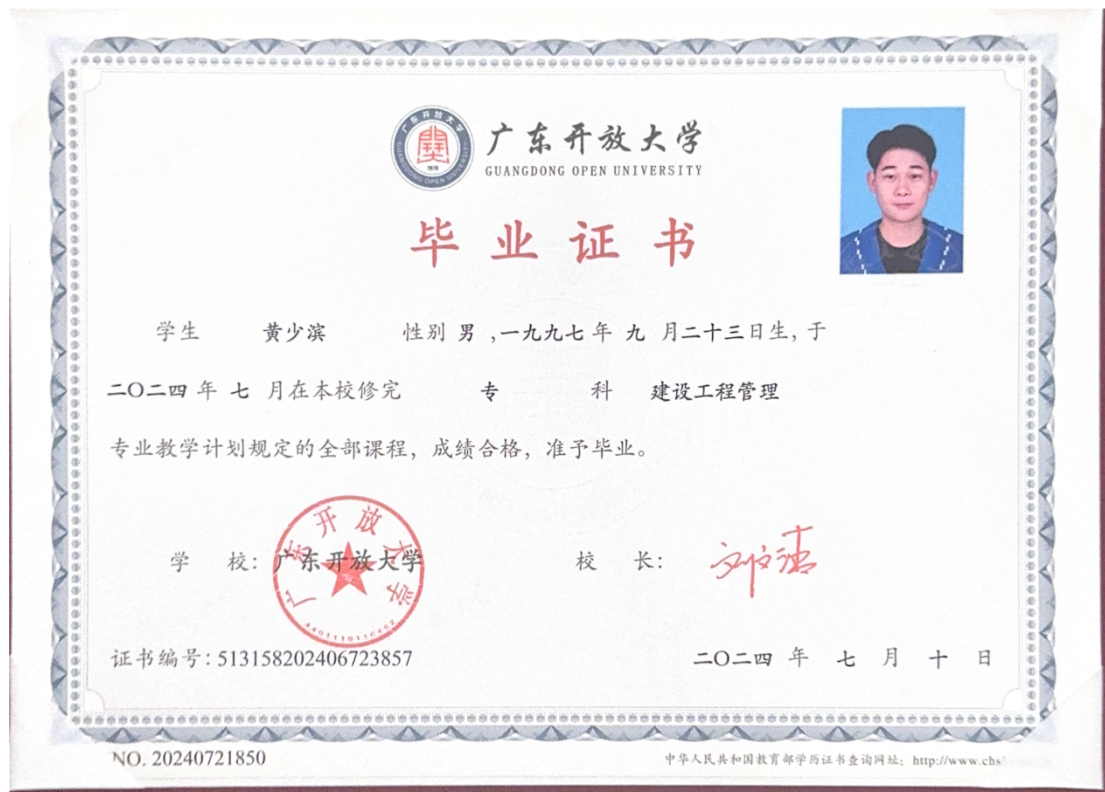 广东开放大学
GUANGDONG OPEN UNIVERSITY
毕业证书
学生 黄少滨 性别 男 ,一九九七 年 九 月二十三日生, 于
二〇二四 年 七 月在本校修完 专 科 建设工程管理
专业教学计划规定的全部课程，成绩合格，准予毕业。
学 校：广东开放大学
校 长：刘文清
证书编号：513158202406723857
二〇二四 年 七 月 十 日
NO. 20240721850
中华人民共和国教育部学历证书查询网址：http://www.chs